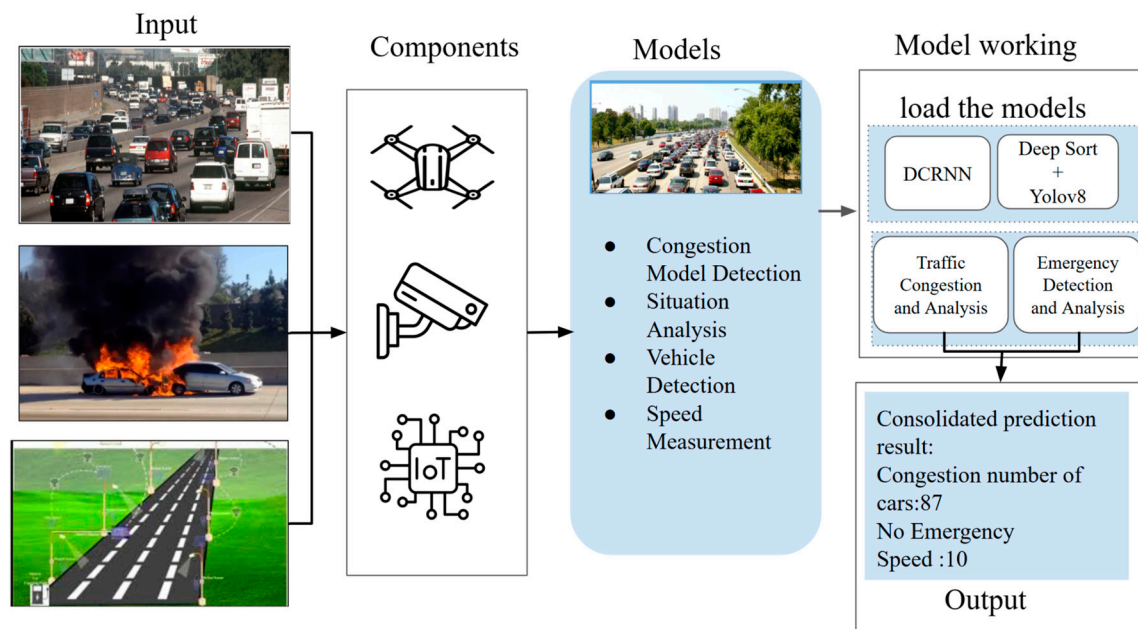 Input
Components
Models
Model working
load the models
DCRNN
Deep Sort
+
Yolov8
IoT
● Congestion
Model Detection
● Situation
Analysis
● Vehicle
Detection
● Speed
Measurement
Traffic
Congestion
and Analysis
Emergency
Detection
and Analysis
Consolidated prediction
result:
Congestion number of
cars:87
No Emergency
Speed :10
Output